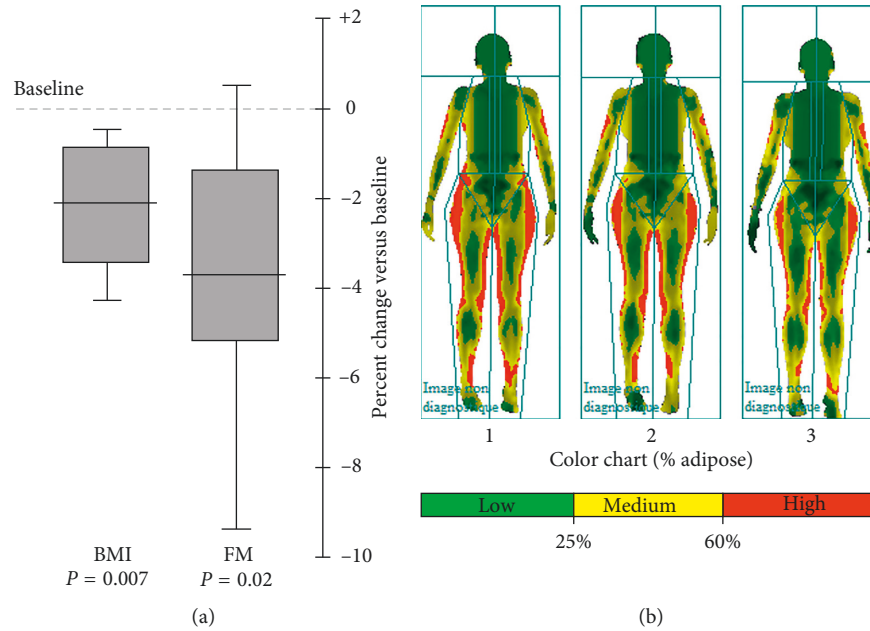 +2
Baseline
0
−2
−4
−6
−8
−10
Percent change versus baseline
BMI
P = 0.007
FM
P = 0.02
(a)
Image non
diagnostique
1
Image non
diagnostique
2
Image non
diagnostique
3
Color chart (% adipose)
Low
Medium
High
25%
60%
(b)